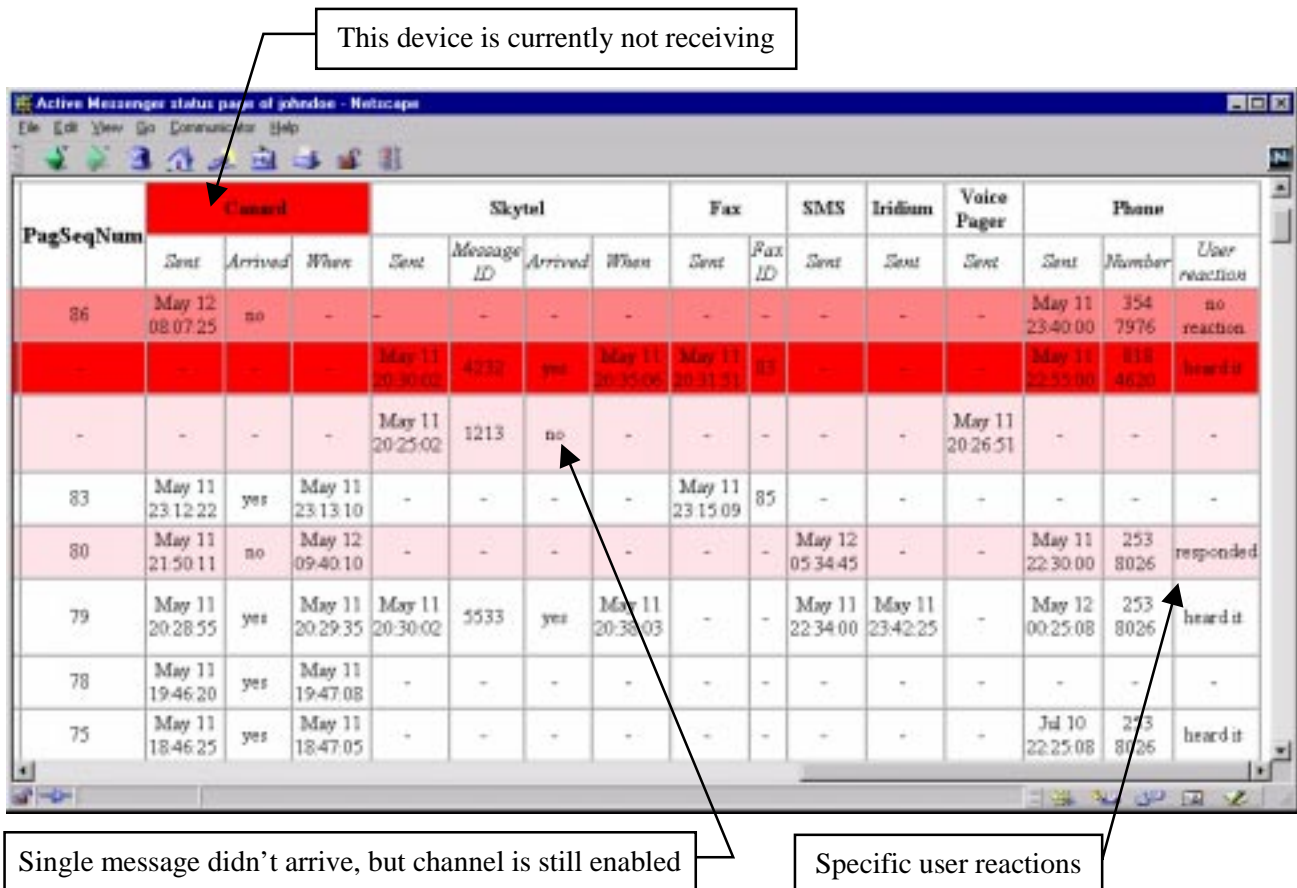 This device is currently not receiving
Active Messenger status page of johndoe - Netscape
File Edit View Go Communicator Help
PagSeqNum Canard Skytel Fax SMS Iridium Voice Pager Phone
Sent Arrived When Sent Message ID Arrived When Sent Fax ID Sent Sent Sent Sent Number User reaction
86 May 12 08:07:25 no - - - - - - - - - - May 11 23:40:00 354 7976 no reaction
- - - - May 11 20:30:02 4232 yes May 11 20:35:06 May 11 20:31:51 83 - - - May 11 22:55:00 818 4620 heard it
- - - - May 11 20:25:02 1213 no - - - - - May 11 20:26:51 - - -
83 May 11 23:12:22 yes May 11 23:13:10 - - - - May 11 23:15:09 85 - - - - - -
80 May 11 21:50:11 no May 12 09:40:10 - - - - - - May 12 05:34:45 - - May 11 22:30:00 253 8026 responded
79 May 11 20:28:55 yes May 11 20:29:35 May 11 20:30:02 5533 yes May 11 20:38:03 - - May 11 22:34:00 May 11 23:42:25 - May 12 00:25:08 253 8026 heard it
78 May 11 19:46:20 yes May 11 19:47:08 - - - - - - - - - - - -
75 May 11 18:46:25 yes May 11 18:47:05 - - - - - - - - - Jul 10 22:25:08 253 8026 heard it
Single message didn't arrive, but channel is still enabled
Specific user reactions